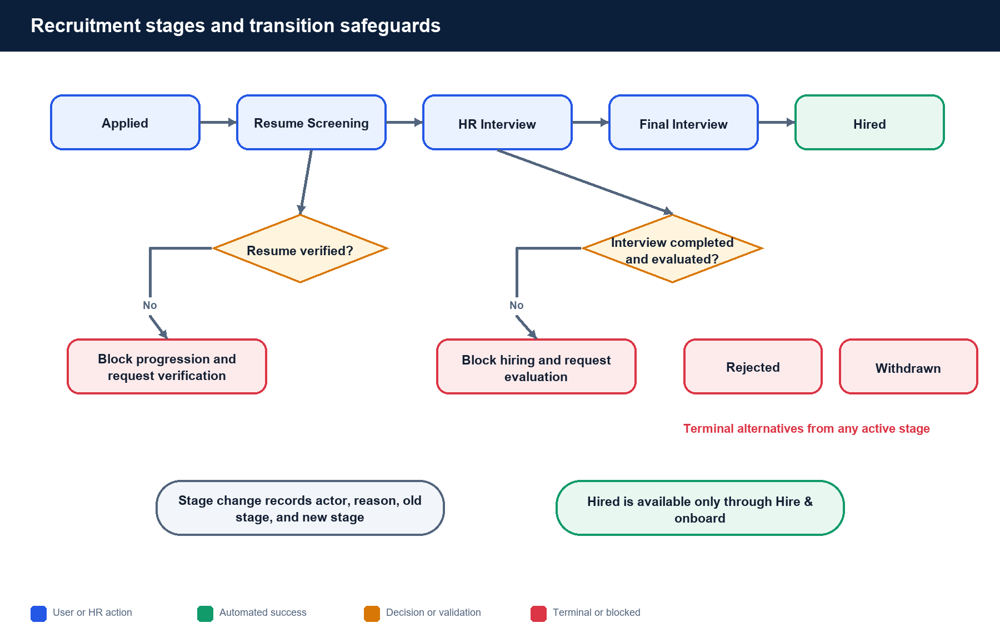 Recruitment stages and transition safeguards
Applied
Resume Screening
HR Interview
Final Interview
Hired
Resume verified?
Interview completed
and evaluated?
No
No
Block progression and
request verification
Block hiring and request
evaluation
Rejected
Withdrawn
Terminal alternatives from any active stage
Stage change records actor, reason, old
stage, and new stage
Hired is available only through Hire &
onboard
User or HR action
Automated success
Decision or validation
Terminal or blocked